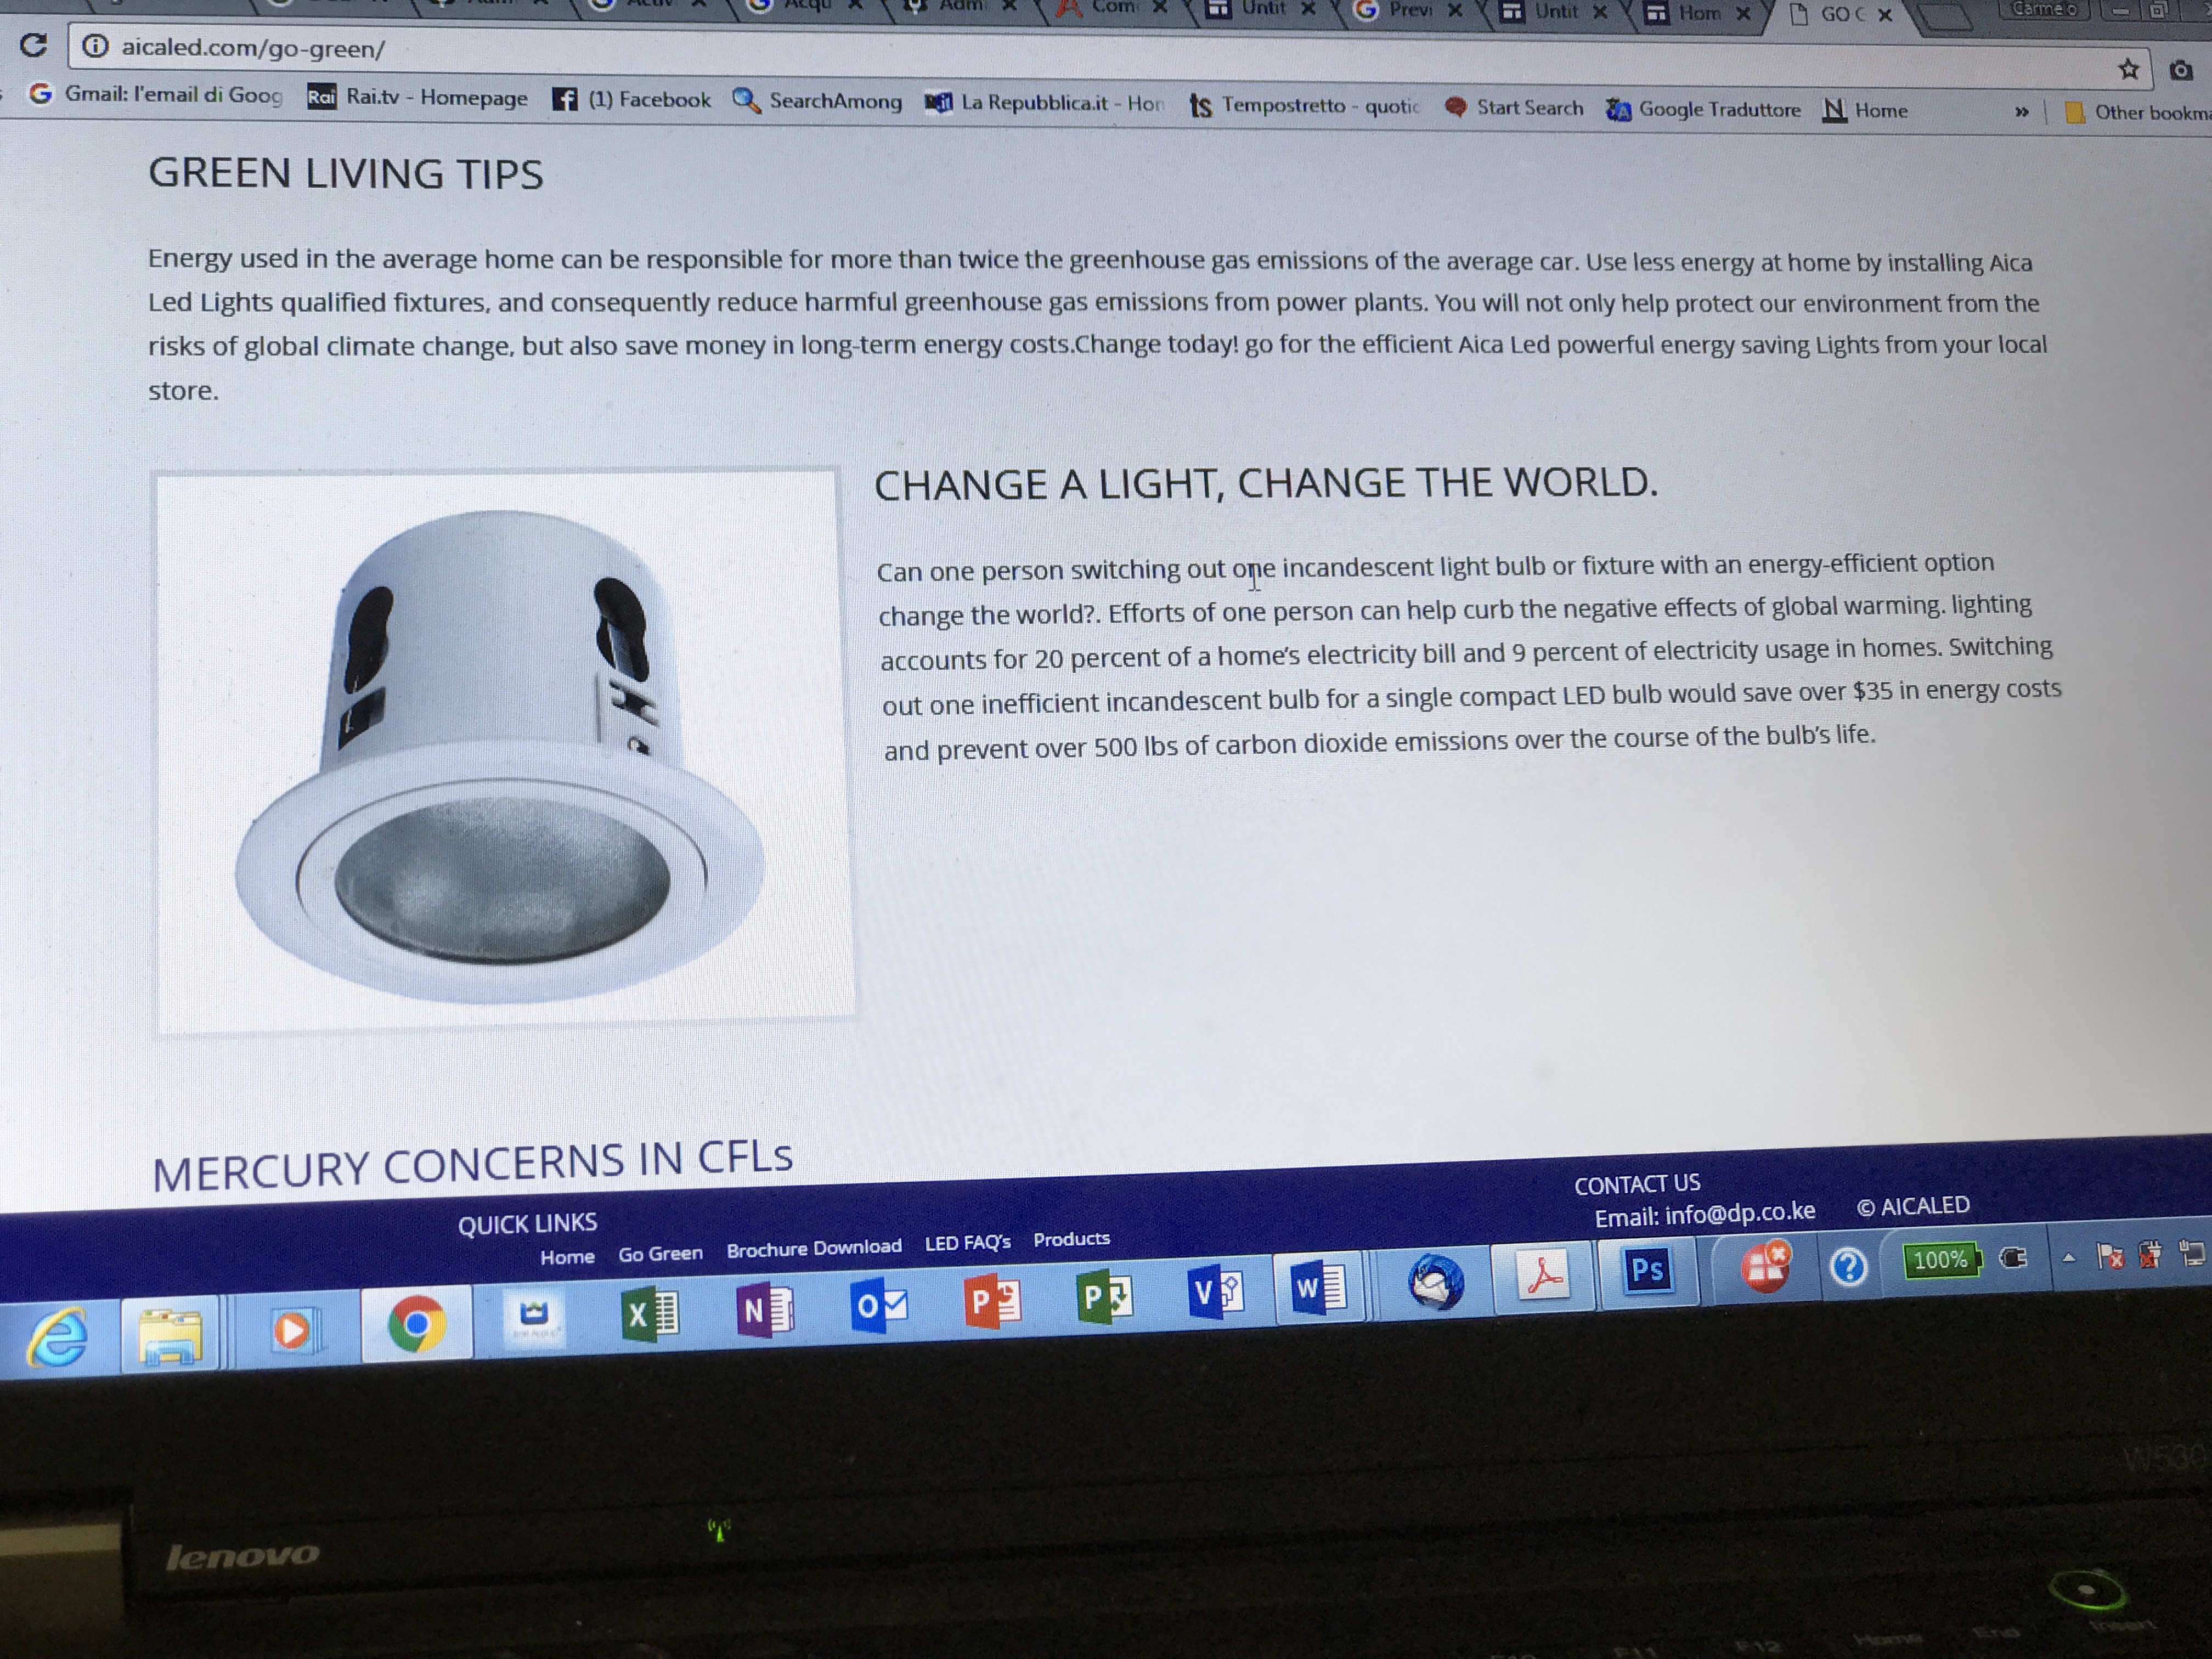 Acqu
Adm
Com
Untit
Previ
Untit
Hom
GO G
Carmelo
aicaled.com/go-green/
Gmail: l'email di Goog
Rai Rai.tv - Homepage
f (1) Facebook
SearchAmong
La Repubblica.it - Hor
ts Tempostretto - quotic
Start Search
Google Traduttore
N Home
»
Other bookma
GREEN LIVING TIPS
Energy used in the average home can be responsible for more than twice the greenhouse gas emissions of the average car. Use less energy at home by installing Aica
Led Lights qualified fixtures, and consequently reduce harmful greenhouse gas emissions from power plants. You will not only help protect our environment from the
risks of global climate change, but also save money in long-term energy costs.Change today! go for the efficient Aica Led powerful energy saving Lights from your local
store.
CHANGE A LIGHT, CHANGE THE WORLD.
Can one person switching out one incandescent light bulb or fixture with an energy-efficient option
change the world?. Efforts of one person can help curb the negative effects of global warming. lighting
accounts for 20 percent of a home's electricity bill and 9 percent of electricity usage in homes. Switching
out one inefficient incandescent bulb for a single compact LED bulb would save over $35 in energy costs
and prevent over 500 lbs of carbon dioxide emissions over the course of the bulb's life.
MERCURY CONCERNS IN CFLs
QUICK LINKS
Home Go Green Brochure Download LED FAQ's Products
CONTACT US
Email: info@dp.co.ke © AICALED
X N O P P V W Ps ? 100%
lenovo
W530
F11 F12 Home End Insert